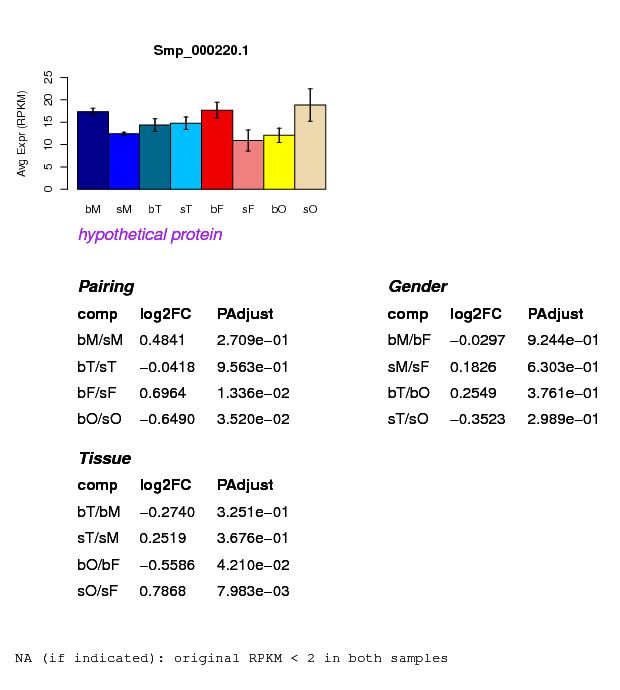 Smp_000220.1
Avg Expr (RPKM)
0 5 10 15 20 25
bM sM bT sT bF sF bO sO
hypothetical protein
Pairing
comp log2FC PAdjust
bM/sM 0.4841 2.709e−01
bT/sT −0.0418 9.563e−01
bF/sF 0.6964 1.336e−02
bO/sO −0.6490 3.520e−02
Gender
comp log2FC PAdjust
bM/bF −0.0297 9.244e−01
sM/sF 0.1826 6.303e−01
bT/bO 0.2549 3.761e−01
sT/sO −0.3523 2.989e−01
Tissue
comp log2FC PAdjust
bT/bM −0.2740 3.251e−01
sT/sM 0.2519 3.676e−01
bO/bF −0.5586 4.210e−02
sO/sF 0.7868 7.983e−03
NA (if indicated): original RPKM < 2 in both samples